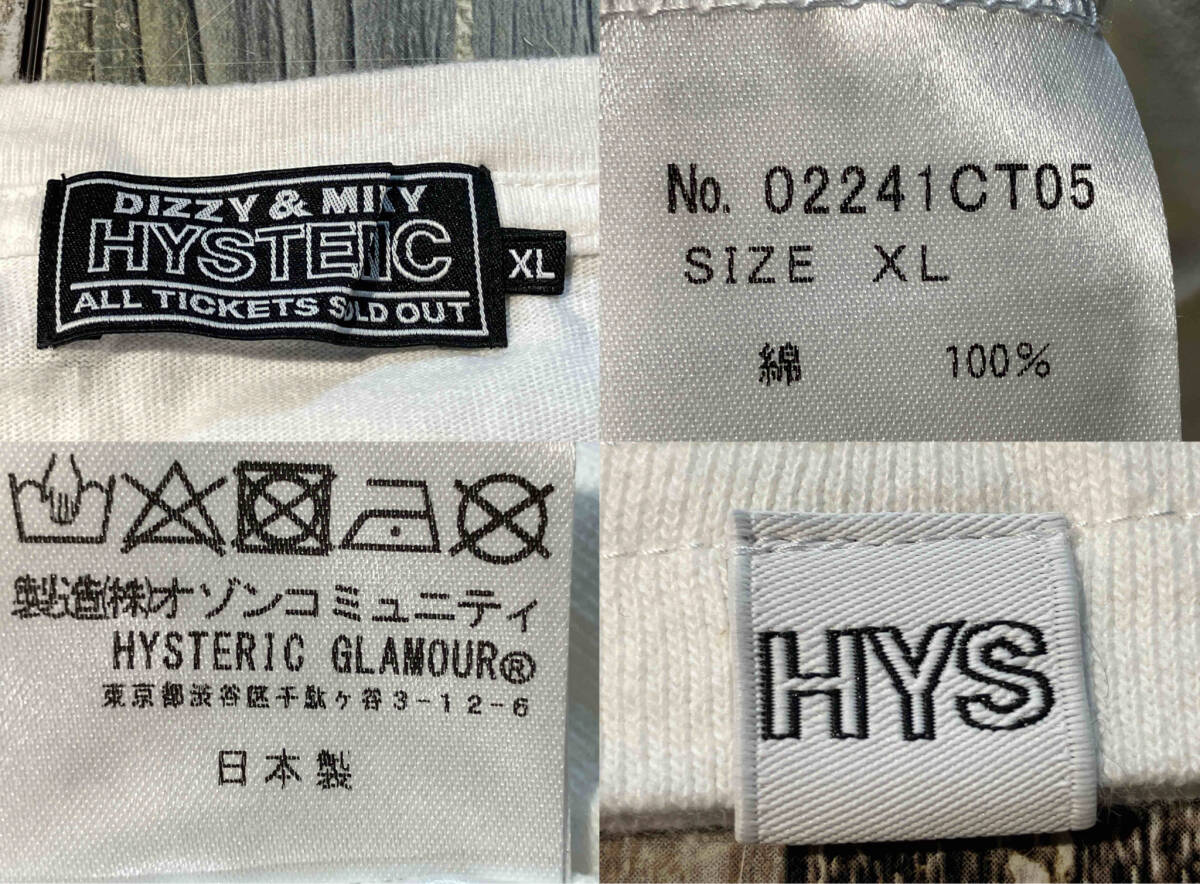 DIZZY & MIKY
HYSTERIC
ALL TICKETS SOLD OUT
XL
No. 02241CT05
SIZE XL
綿 100%
製造(株)オゾンコミュニティ
HYSTERIC GLAMOUR®
東京都渋谷区千駄ヶ谷3-12-6
日本製
HYS